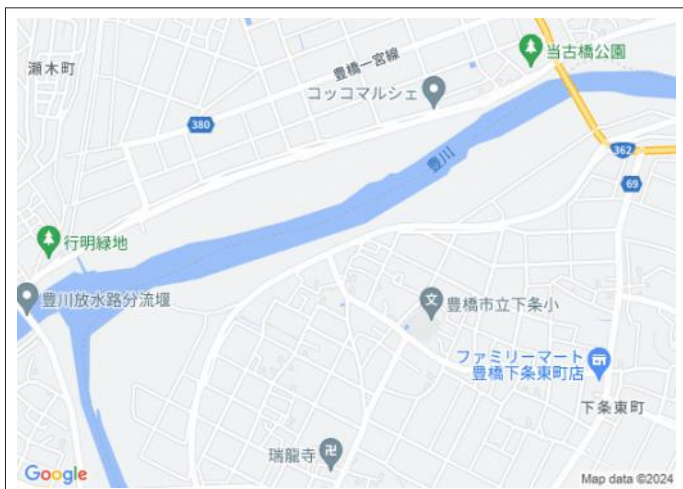 当古橋公園
瀬木町
豊橋一宮線
コッコマルシェ
380
362
豊川
69
行明緑地
豊川放水路分流堰
豊橋市立下条小
ファミリーマート
豊橋下条東町店
下条東町
瑞龍寺
Google
Map data ©2024